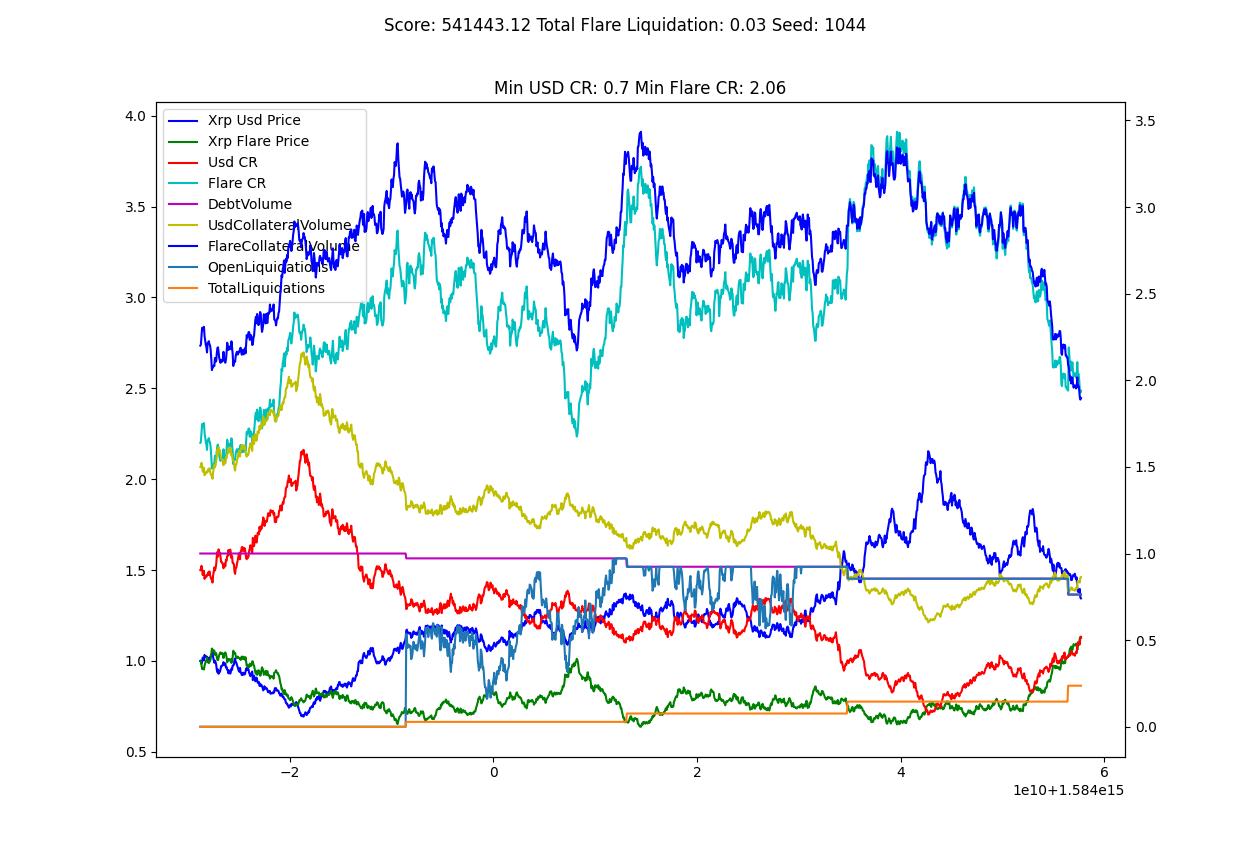 Score: 541443.12 Total Flare Liquidation: 0.03 Seed: 1044
Min USD CR: 0.7 Min Flare CR: 2.06
Xrp Usd Price
Xrp Flare Price
Usd CR
Flare CR
DebtVolume
UsdCollateralVolume
FlareCollateralVolume
OpenLiquidations
TotalLiquidations
4.0
3.5
3.0
2.5
2.0
1.5
1.0
0.5
3.5
3.0
2.5
2.0
1.5
1.0
0.5
0.0
−2 0 2 4 6
1e10+1.584e15